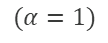 (α = 1)